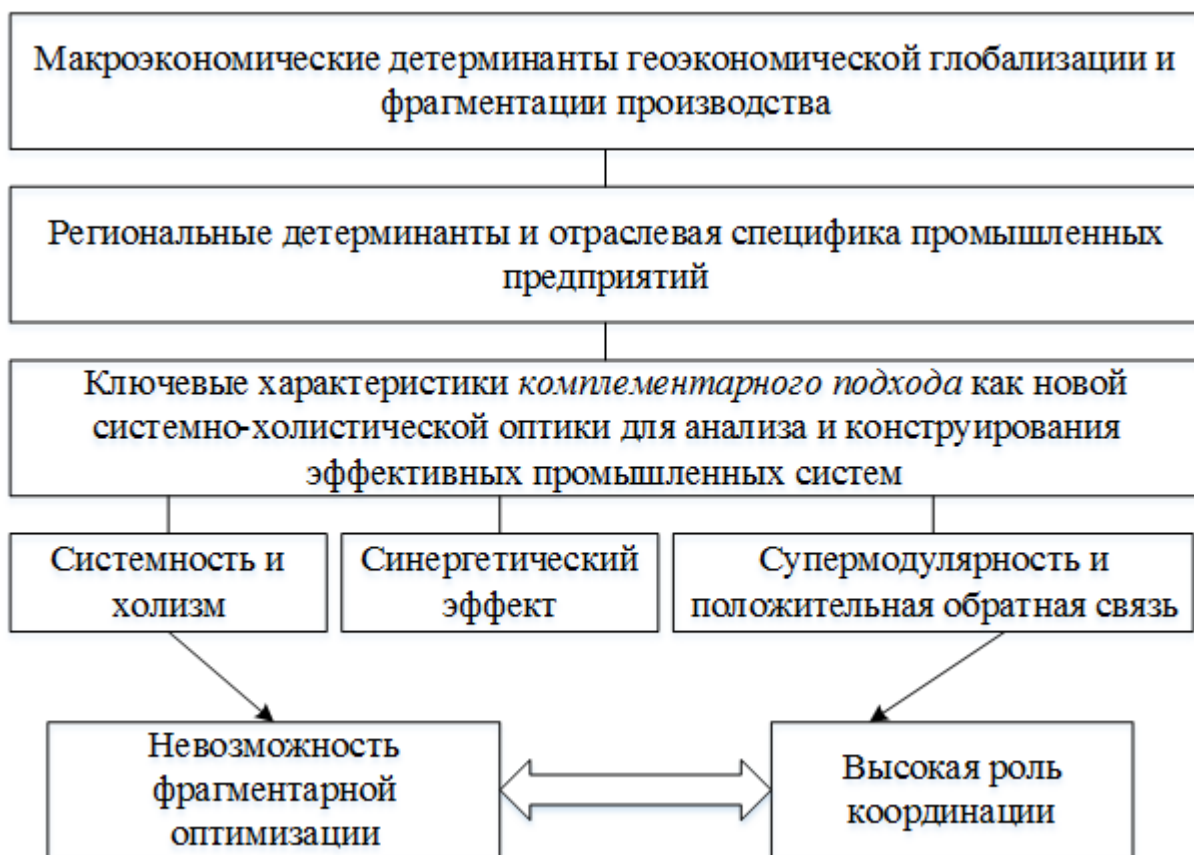 Макроэкономические детерминанты геоэкономической глобализации и
фрагментации производства
Региональные детерминанты и отраслевая специфика промышленных
предприятий
Ключевые характеристики комплементарного подхода как новой
системно-холистической оптики для анализа и конструирования
эффективных промышленных систем
Системность и
холизм
Синергетический
эффект
Супермодулярность и
положительная обратная связь
Невозможность
фрагментарной
оптимизации
Высокая роль
координации